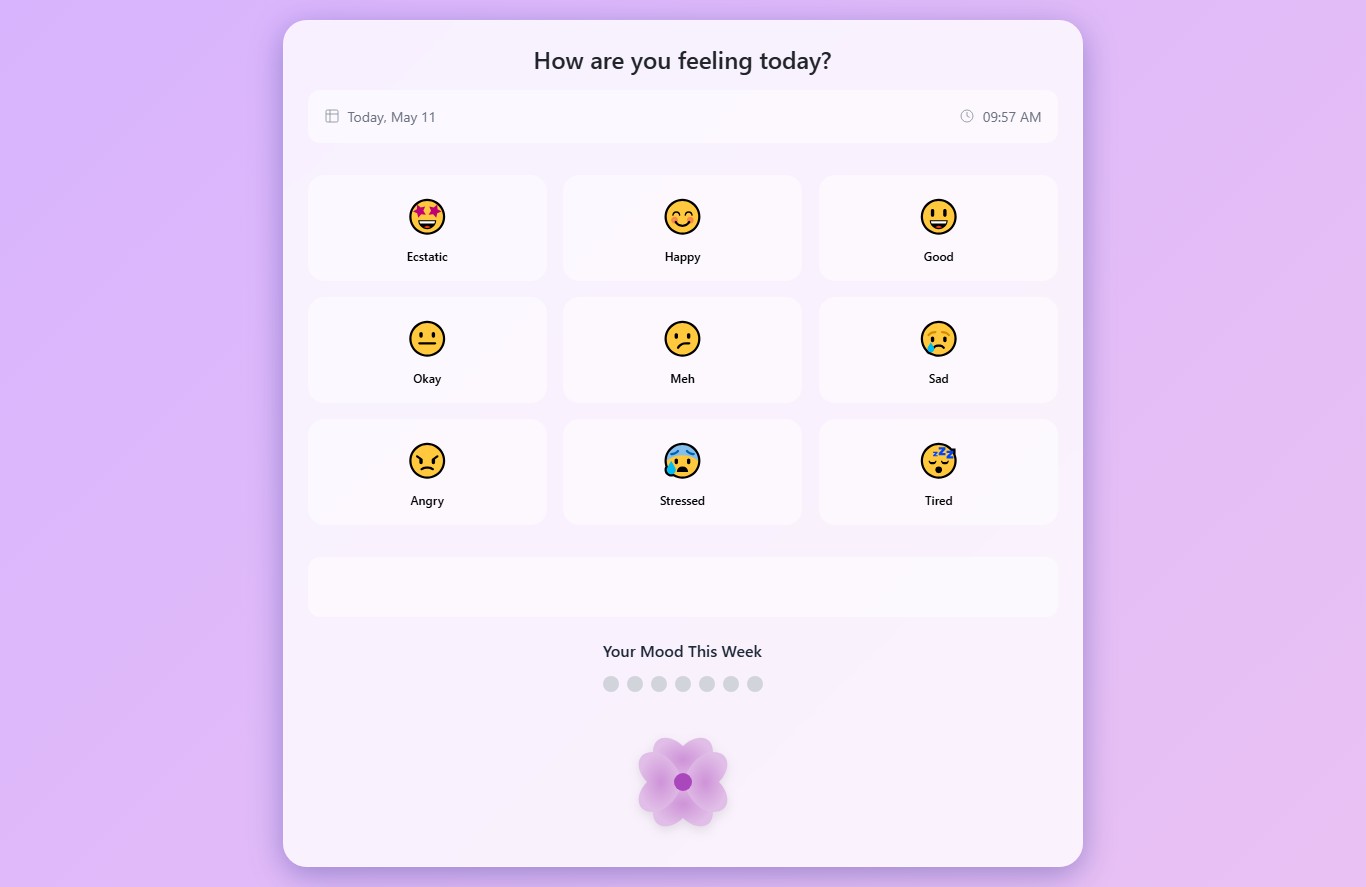 How are you feeling today?
Today, May 11
09:57 AM
Ecstatic
Happy
Good
Okay
Meh
Sad
Angry
Stressed
Tired
Your Mood This Week